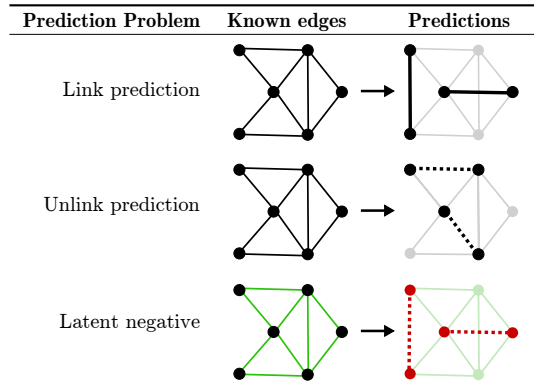 Prediction Problem Known edges Predictions
Link prediction
Unlink prediction
Latent negative